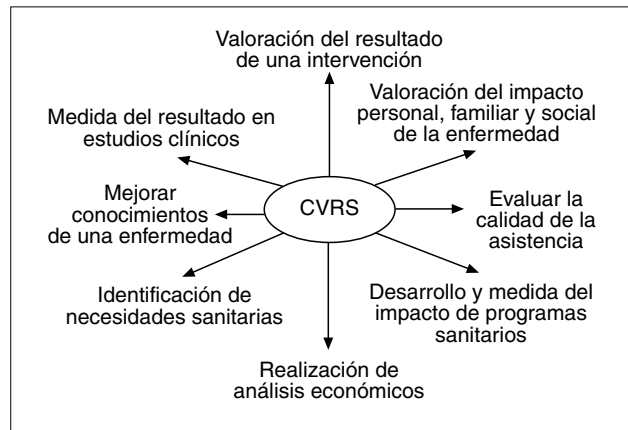 Valoración del resultado
de una intervención
Valoración del impacto
personal, familiar y social
de la enfermedad
Medida del resultado en
estudios clínicos
Mejorar
conocimientos
de una enfermedad
CVRS
Evaluar la
calidad de la
asistencia
Identificación de
necesidades sanitarias
Desarrollo y medida del
impacto de programas
sanitarios
Realización de
análisis económicos